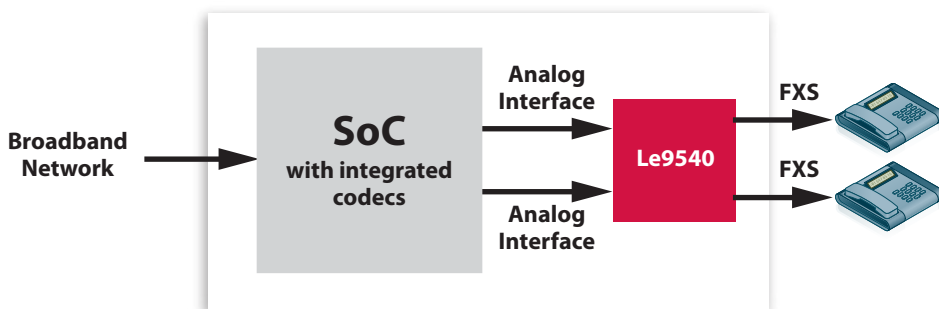 Broadband
Network
SoC
with integrated
codecs
Analog
Interface
Analog
Interface
Le9540
FXS
FXS